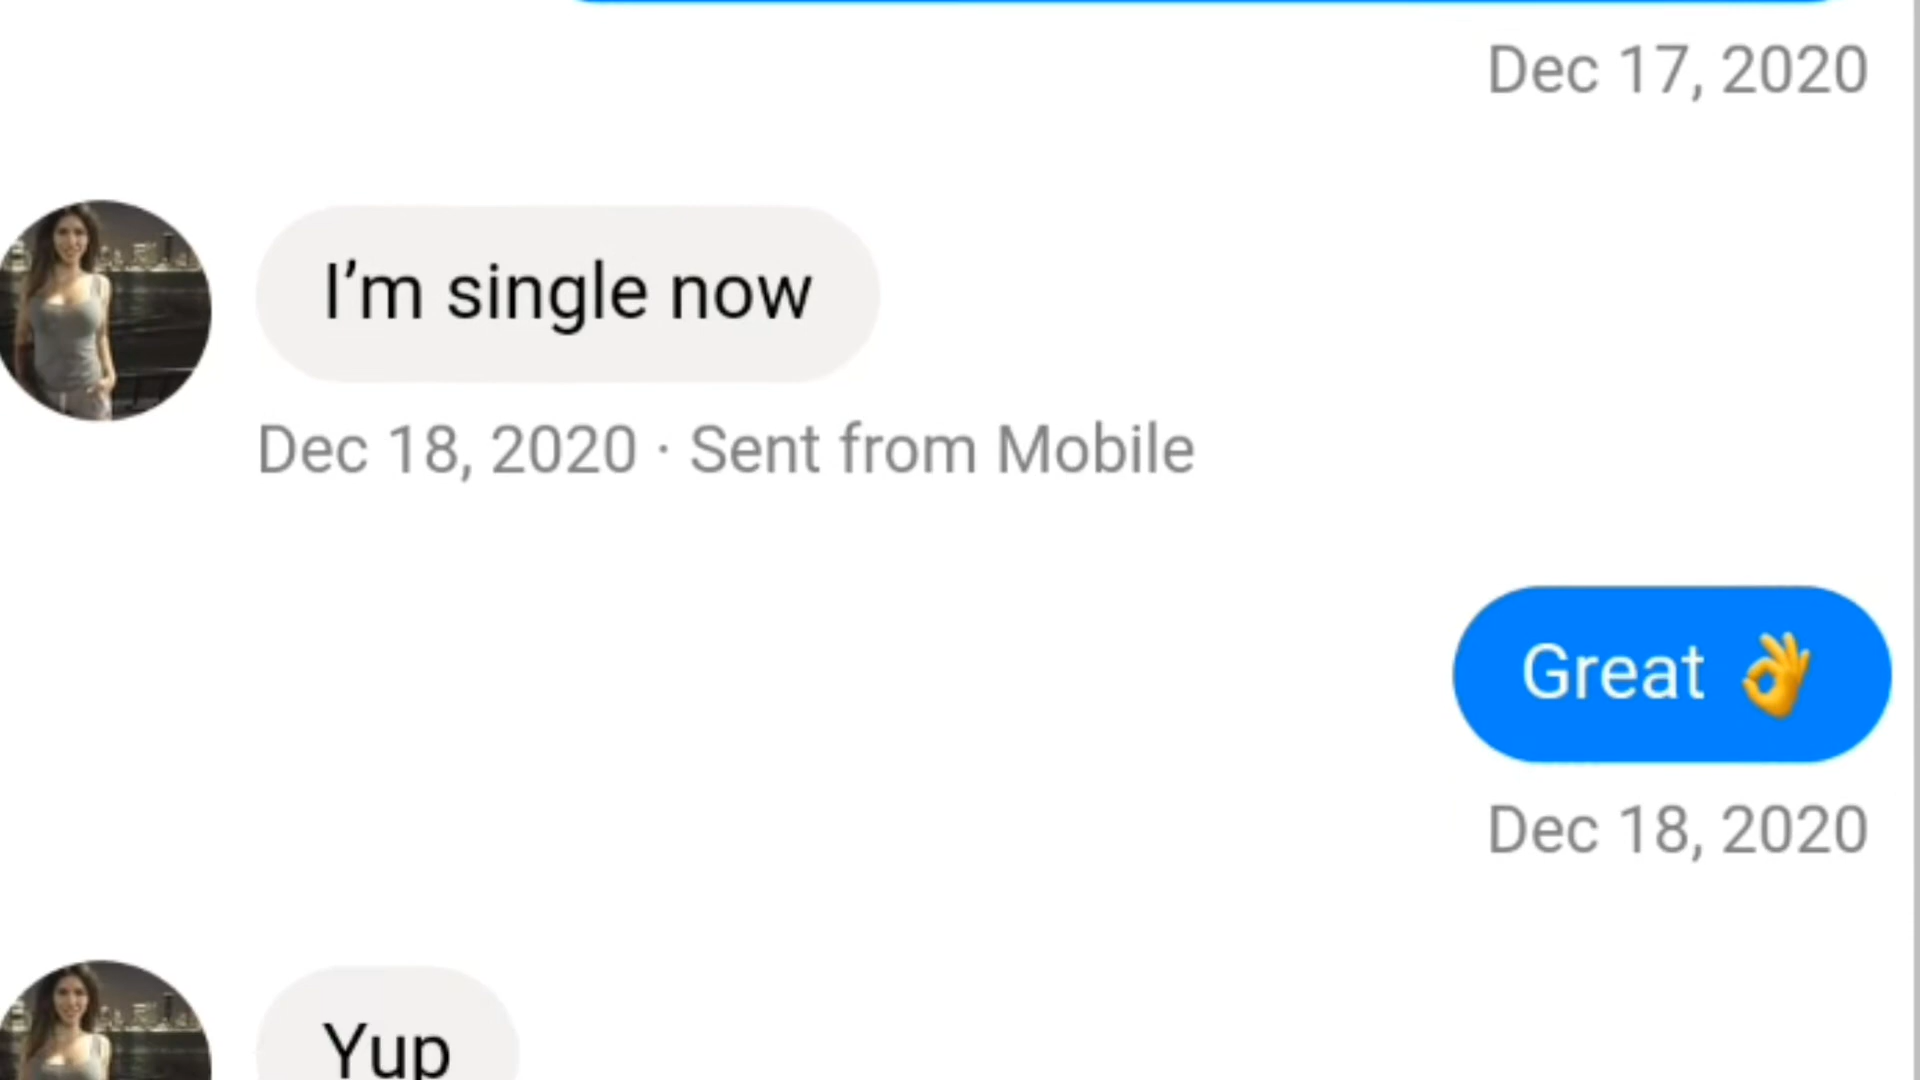 Dec 17, 2020
I’m single now
Dec 18, 2020 · Sent from Mobile
Great 👌
Dec 18, 2020
Yup